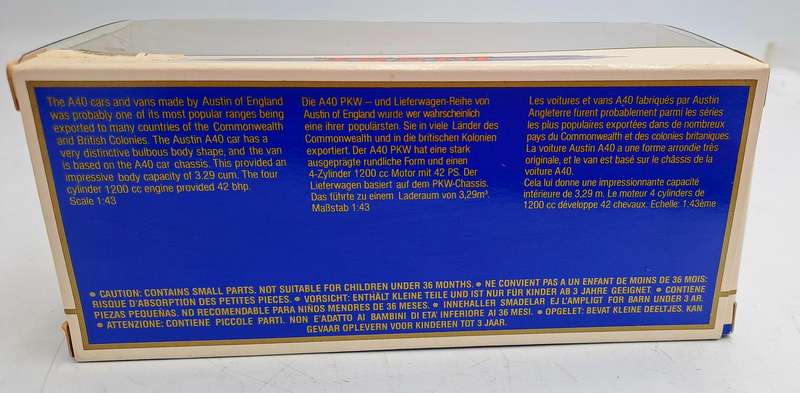 The A40 cars and vans made by Austin of England
was probably one of its most popular ranges being
exported to many countries of the Commonwealth
and British Colonies. The Austin A40 car has a
very distinctive bulbous body shape, and the van
is based on the A40 car chassis. This provided an
impressive body capacity of 3.29 cum. The four
cylinder 1200 cc engine provided 42 bhp.
Scale 1:43
Die A40 PKW – und Lieferwagen-Reihe von
Austin of England wurde wer wahrscheinlich
eine ihrer populärsten. Sie in viele Länder des
Commonwealth und in die britischen Kolonien
exportiert. Der A40 PKW hat eine stark
ausgeprägte rundliche Form und einen
4-Zylinder 1200 cc Motor mit 42 PS. Der
Lieferwagen basiert auf dem PKW-Chassis.
Das führte zu einem Laderaum von 3,29m³.
Maßstab 1:43
Les voitures et vans A40 fabriqués par Austin
Angleterre furent probablement parmi les séries
les plus populaires exportées dans de nombreux
pays du Commonwealth et des colonies britaniques.
La voiture Austin A40 a une forme arrondie très
originale, et le van est basé sur le châssis de la
voiture A40.
Cela lui donne une impressionnante capacité
intérieure de 3,29 m. Le moteur 4 cylinders de
1200 cc développe 42 chevaux. Echelle: 1:43ème
● CAUTION: CONTAINS SMALL PARTS. NOT SUITABLE FOR CHILDREN UNDER 36 MONTHS. ● NE CONVIENT PAS A UN ENFANT DE MOINS DE 36 MOIS:
RISQUE D'ABSORPTION DES PETITES PIECES. ● VORSICHT: ENTHÄLT KLEINE TEILE UND IST NUR FÜR KINDER AB 3 JAHRE GEEIGNET. ● CONTIENE
PIEZAS PEQUEÑAS. NO RECOMENDABLE PARA NIÑOS MENORES DE 36 MESES. ● INNEHALLER SMADELAR EJ LAMPLIGT FOR BARN UNDER 3 AR.
● ATTENZIONE: CONTIENE PICCOLE PARTI. NON E'ADATTO AI BAMBINI DI ETA' INFERIORE AI 36 MESI. ● OPGELET: BEVAT KLEINE DEELTJES. KAN
GEVAAR OPLEVERN VOOR KINDEREN TOT 3 JAAR.